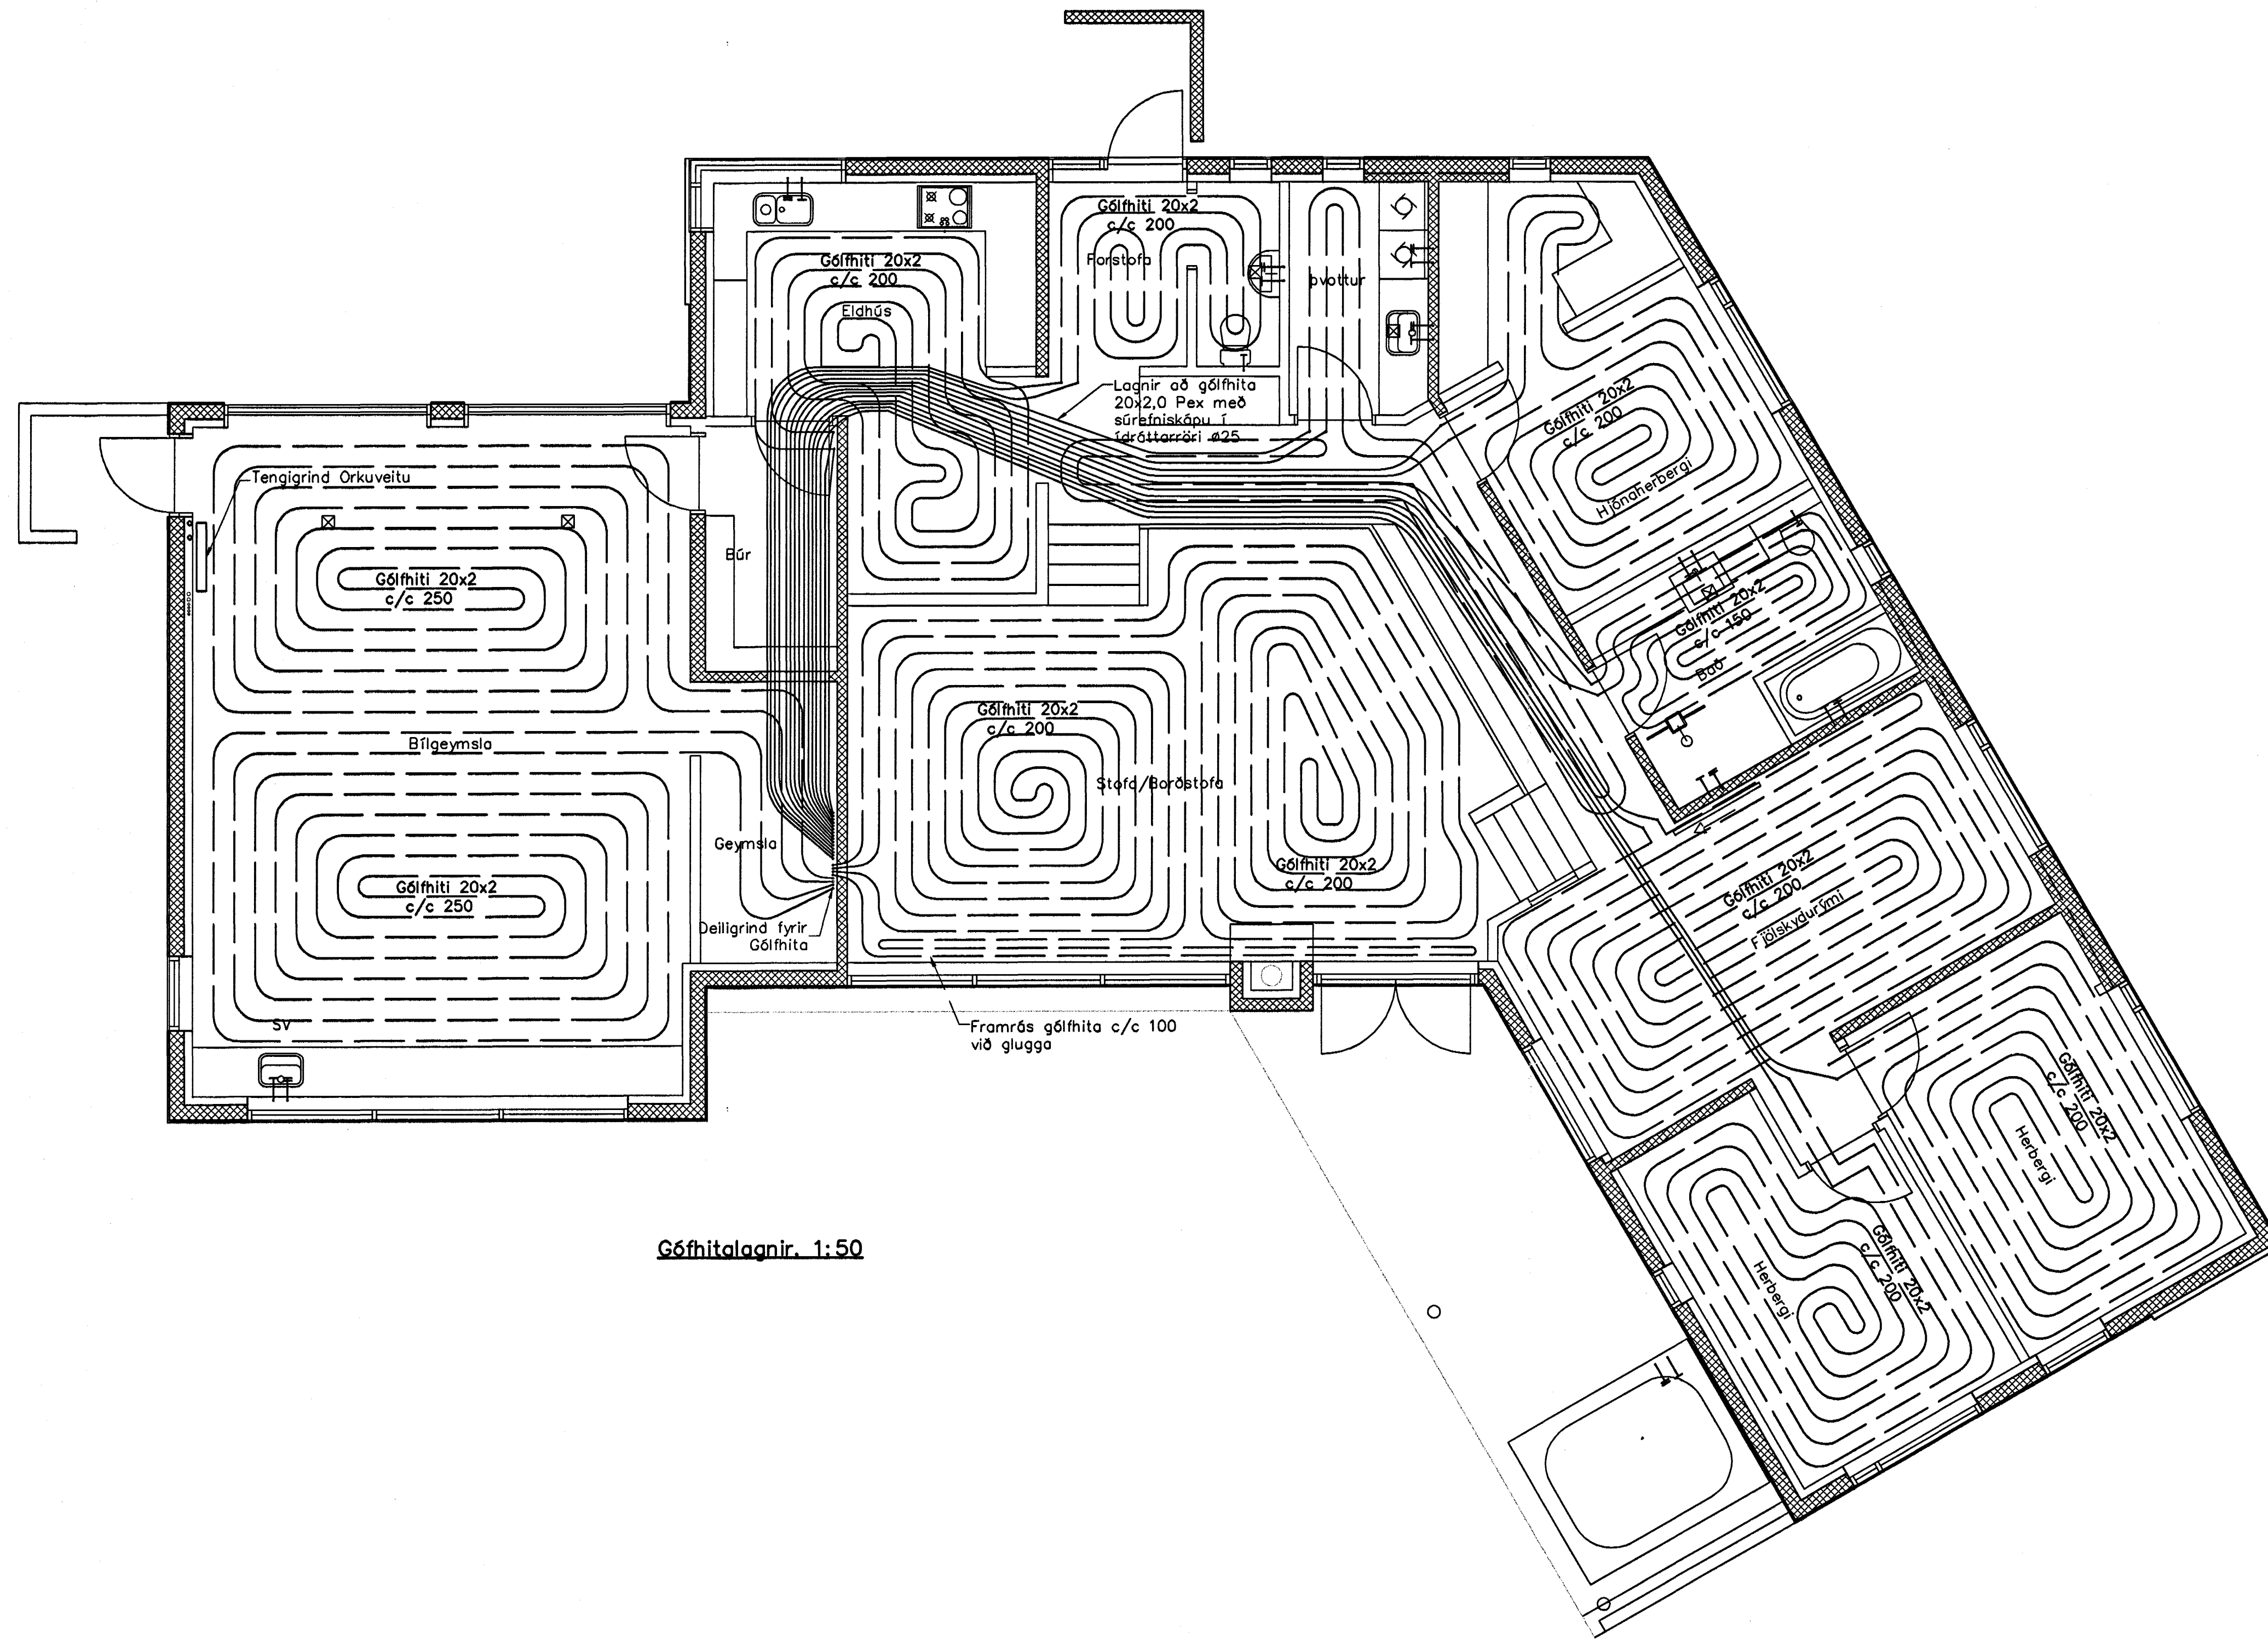 Gólfhiti 20x2
c/c 200
Forstofa
Gólfhiti 20x2
c/c 200
Eldhús
Þvottur
Lagnir að gólfhita
20x2,0 Pex með
súrefniskápu í
ídráttarröri ø25
Gólfhiti 20x2
c/c 200
Hjónaherbergi
Tengigrind Orkuveitu
Búr
Gólfhiti 20x2
c/c 250
Gólfhiti 20x2
c/c 150
Bað
Gólfhiti 20x2
c/c 200
Bílgeymsla
Stofa/Borðstofa
Geymsla
Gólfhiti 20x2
c/c 200
Gólfhiti 20x2
c/c 200
Fjölskydurými
Gólfhiti 20x2
c/c 250
Deiligrind fyrir
Gólfhita
SV
Framrás gólfhita c/c 100
við glugga
Gólfhiti 20x2
c/c 200
Herbergi
Gólfhiti 20x2
c/c 200
Herbergi
Gófhitalagnir. 1:50